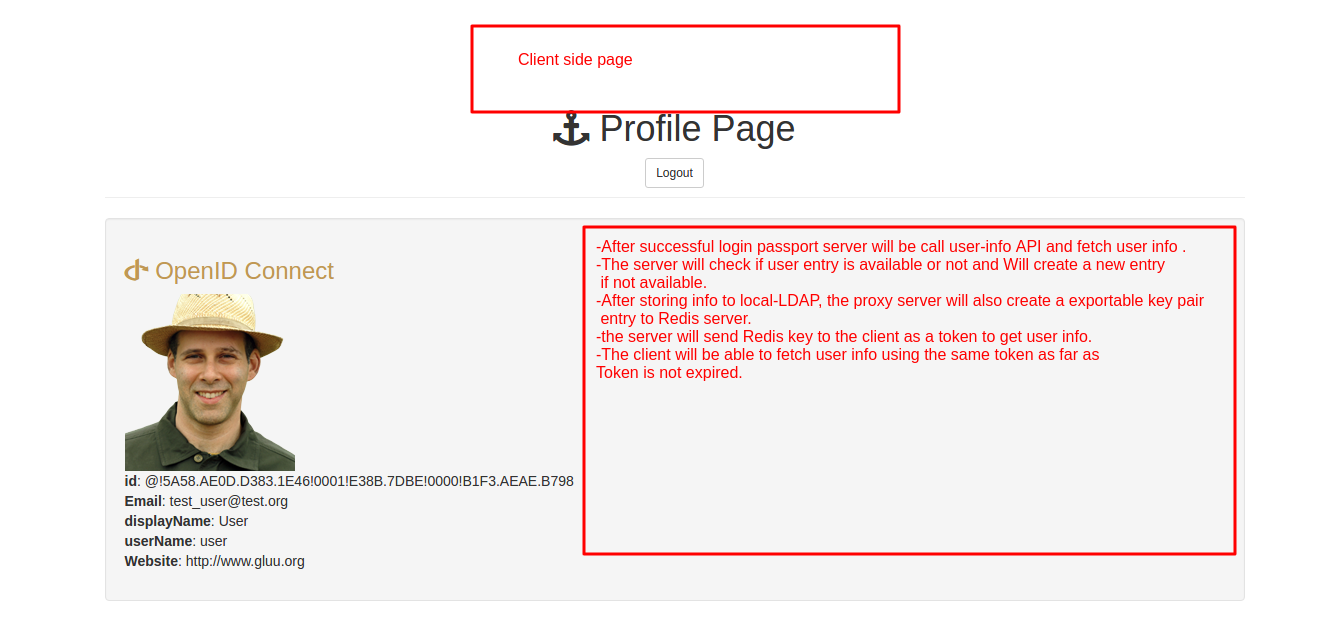 Client side page
Profile Page
Logout
OpenID Connect
id: @!5A58.AE0D.D383.1E46!0001!E38B.7DBE!0000!B1F3.AEAE.B798
Email: test_user@test.org
displayName: User
userName: user
Website: http://www.gluu.org
-After successful login passport server will be call user-info API and fetch user info .
-The server will check if user entry is available or not and Will create a new entry
if not available.
-After storing info to local-LDAP, the proxy server will also create a exportable key pair
entry to Redis server.
-the server will send Redis key to the client as a token to get user info.
-The client will be able to fetch user info using the same token as far as
Token is not expired.